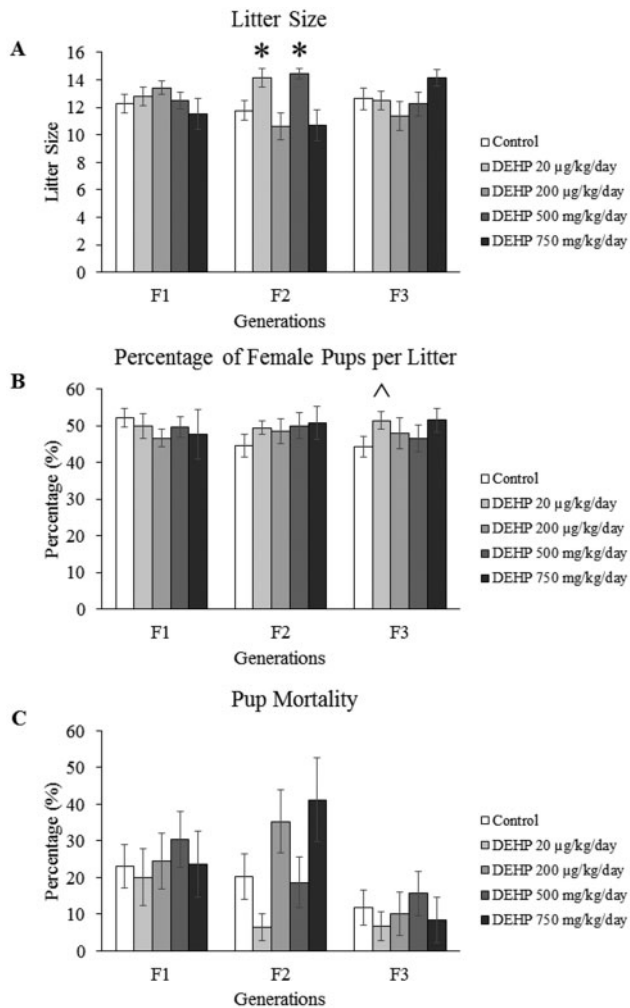 Litter Size
A
* *
16
14
12
10
8
6
4
2
0
Litter Size
F1 F2 F3
Generations
Control
DEHP 20 µg/kg/day
DEHP 200 µg/kg/day
DEHP 500 mg/kg/day
DEHP 750 mg/kg/day
Percentage of Female Pups per Litter
B
^
60
50
40
30
20
10
0
Percentage (%)
F1 F2 F3
Generations
Control
DEHP 20 µg/kg/day
DEHP 200 µg/kg/day
DEHP 500 mg/kg/day
DEHP 750 mg/kg/day
Pup Mortality
C
60
50
40
30
20
10
0
Percentage (%)
F1 F2 F3
Generations
Control
DEHP 20 µg/kg/day
DEHP 200 µg/kg/day
DEHP 500 mg/kg/day
DEHP 750 mg/kg/day